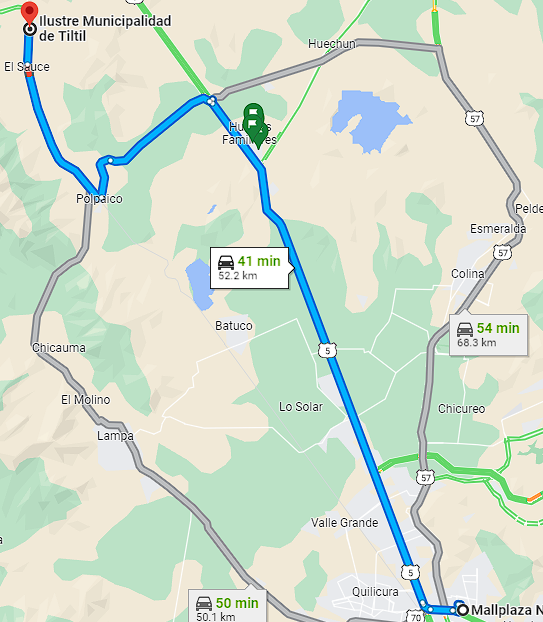 Ilustre Municipalidad
de Tiltil
Huechun
El Sauce
57
Familiares
Polpaico
Pelde
Esmeralda
57
41 min
52.2 km
Colina
Batuco
54 min
68.3 km
5
Chicauma
El Molino
Lo Solar
Chicureo
Lampa
57
Valle Grande
5
Quilicura
50 min
50.1 km
70
Mallplaza N